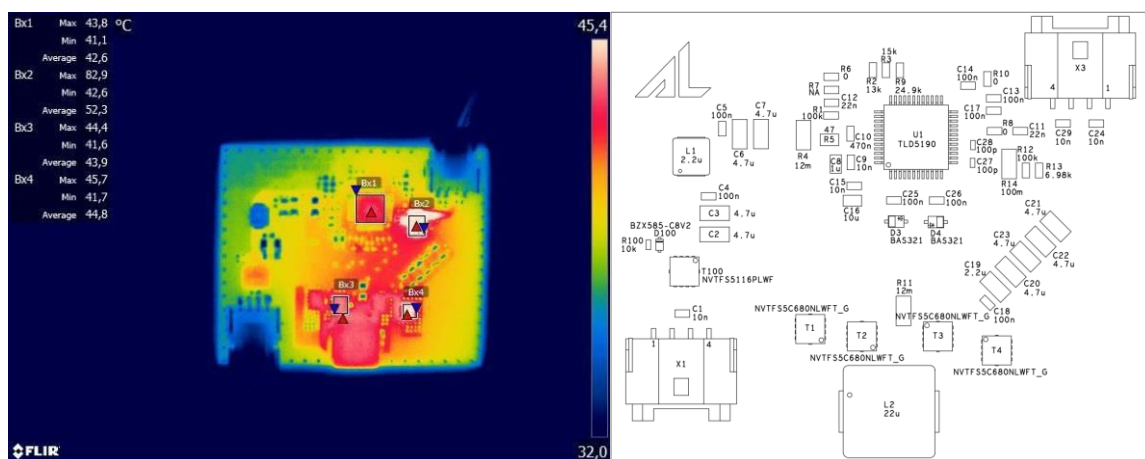 Bx1 Max 43,8 °C
Min 41,1
Average 42,6
Bx2 Max 82,9
Min 42,6
Average 52,3
Bx3 Max 44,4
Min 41,6
Average 43,9
Bx4 Max 45,7
Min 41,7
Average 44,8
45,4
32,0
Bx1
Bx2
Bx3
Bx4
FLIR
AL
R6
0
R7
NA
C12
22n
R1
100k
15k
R3
R2
13k
R9
24.9k
C14
100n
R10
0
C13
100n
C17
100n
R8
0
C11
22n
X3
4
1
C29
10n
C24
10n
C5
100n
C7
4.7u
C6
4.7u
L1
2.2u
R4
12m
47
R5
C10
470n
C8
1u
C9
10n
U1
TLD5190
C28
100p
C27
100p
R12
100k
R13
6.98k
R14
100m
C15
10n
C16
10u
C4
100n
C3 4.7u
C2 4.7u
C25
100n
C26
100n
D3
BAS321
D4
BAS321
BZX585-C8V2
D100
R100
10k
T100
NVTFS5116PLWF
C21
4.7u
C23
4.7u
C22
4.7u
C19
2.2u
C20
4.7u
C18
100n
C1
10n
R11
12m
NVTFS5C680NLWFT_G
NVTFS5C680NLWFT_G
T1
T2
T3
T4
NVTFS5C680NLWFT_G
NVTFS5C680NLWFT_G
1
4
X1
L2
22u